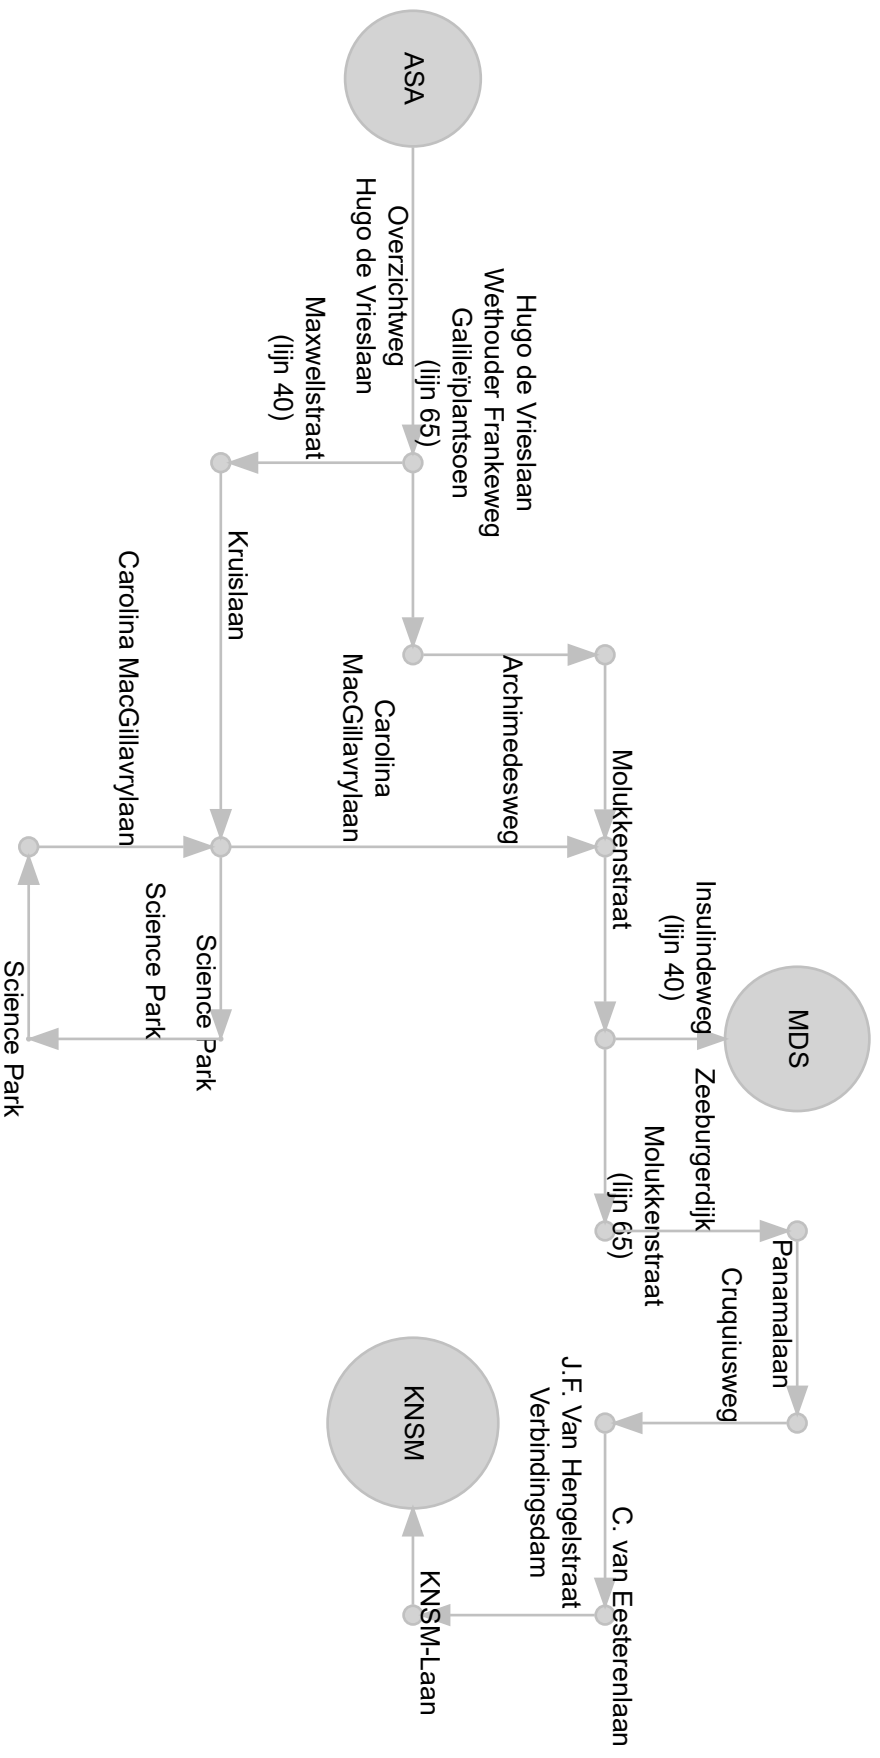 ASA
Overzichtweg
Hugo de Vrieslaan
Hugo de Vrieslaan
Wethouder Frankeweg
Galileïplantsoen
(lijn 65)
Maxwellstraat
(lijn 40)
Kruislaan
Carolina MacGillavrylaan
Science Park
Science Park
Science Park
Carolina
MacGillavrylaan
Archimedesweg
Molukkenstraat
Insulindeweg
(lijn 40)
MDS
Molukkenstraat
(lijn 65)
Zeeburgerdijk
Panamalaan
Cruquiusweg
C. van Eesterenlaan
J.F. Van Hengelstraat
Verbindingsdam
KNSM-Laan
KNSM